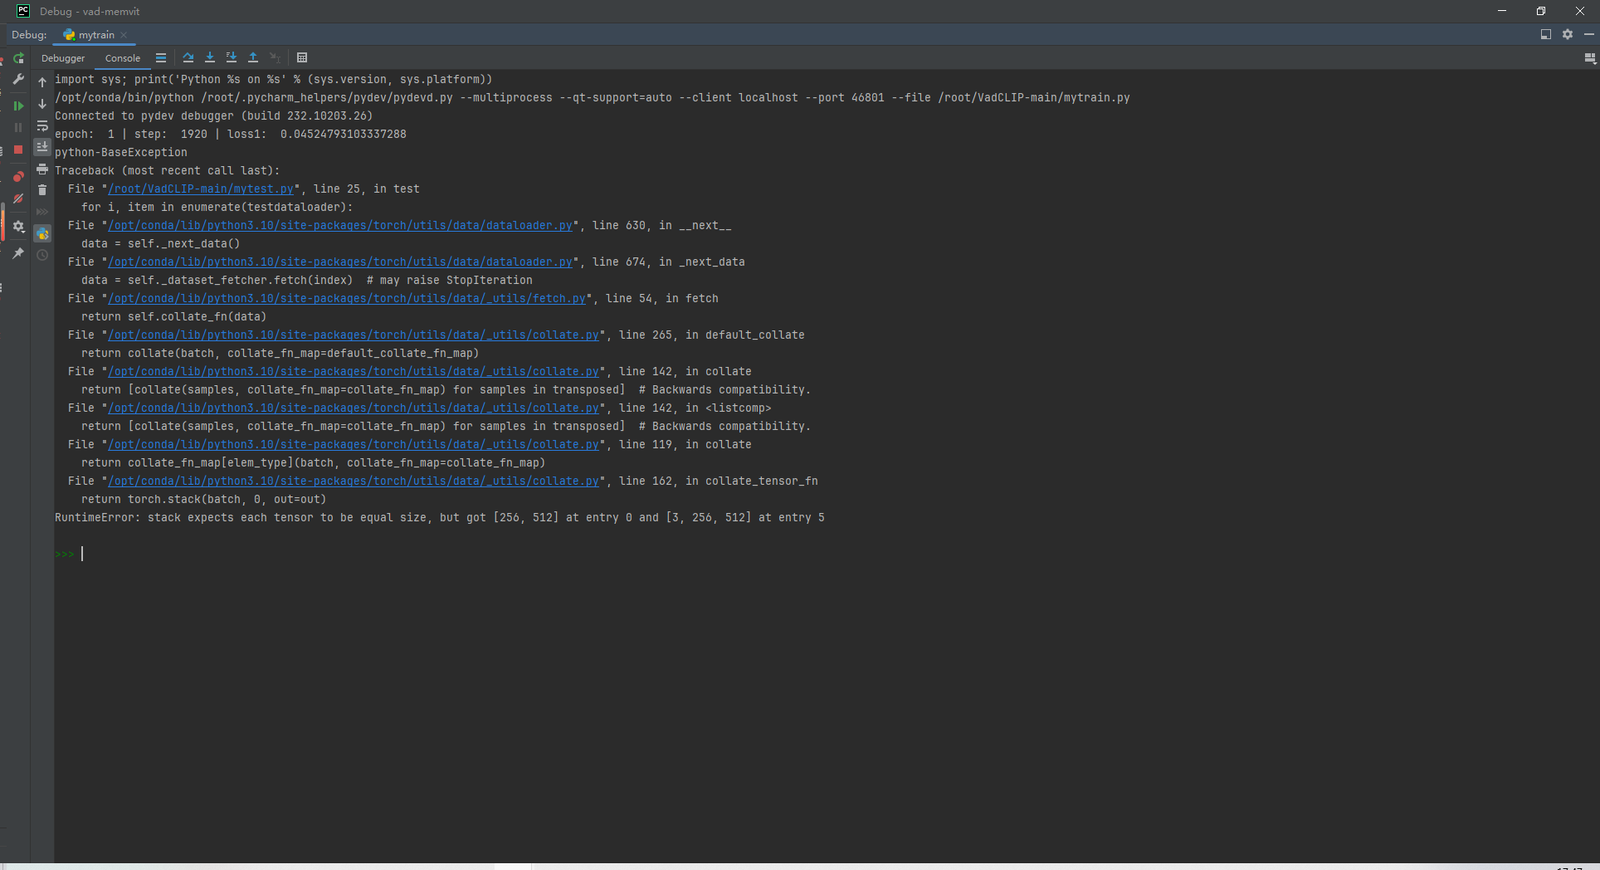 Debug - vad-memvit
Debug: mytrain
Debugger Console
import sys; print('Python %s on %s' % (sys.version, sys.platform))
/opt/conda/bin/python /root/.pycharm_helpers/pydev/pydevd.py --multiprocess --qt-support=auto --client localhost --port 46801 --file /root/VadCLIP-main/mytrain.py
Connected to pydev debugger (build 232.10203.26)
epoch:  1 | step:  1920 | loss1:  0.04524793103337288
python-BaseException
Traceback (most recent call last):
  File "/root/VadCLIP-main/mytest.py", line 25, in test
    for i, item in enumerate(testdataloader):
  File "/opt/conda/lib/python3.10/site-packages/torch/utils/data/dataloader.py", line 630, in __next__
    data = self._next_data()
  File "/opt/conda/lib/python3.10/site-packages/torch/utils/data/dataloader.py", line 674, in _next_data
    data = self._dataset_fetcher.fetch(index)  # may raise StopIteration
  File "/opt/conda/lib/python3.10/site-packages/torch/utils/data/_utils/fetch.py", line 54, in fetch
    return self.collate_fn(data)
  File "/opt/conda/lib/python3.10/site-packages/torch/utils/data/_utils/collate.py", line 265, in default_collate
    return collate(batch, collate_fn_map=default_collate_fn_map)
  File "/opt/conda/lib/python3.10/site-packages/torch/utils/data/_utils/collate.py", line 142, in collate
    return [collate(samples, collate_fn_map=collate_fn_map) for samples in transposed]  # Backwards compatibility.
  File "/opt/conda/lib/python3.10/site-packages/torch/utils/data/_utils/collate.py", line 142, in <listcomp>
    return [collate(samples, collate_fn_map=collate_fn_map) for samples in transposed]  # Backwards compatibility.
  File "/opt/conda/lib/python3.10/site-packages/torch/utils/data/_utils/collate.py", line 119, in collate
    return collate_fn_map[elem_type](batch, collate_fn_map=collate_fn_map)
  File "/opt/conda/lib/python3.10/site-packages/torch/utils/data/_utils/collate.py", line 162, in collate_tensor_fn
    return torch.stack(batch, 0, out=out)
RuntimeError: stack expects each tensor to be equal size, but got [256, 512] at entry 0 and [3, 256, 512] at entry 5
>>>